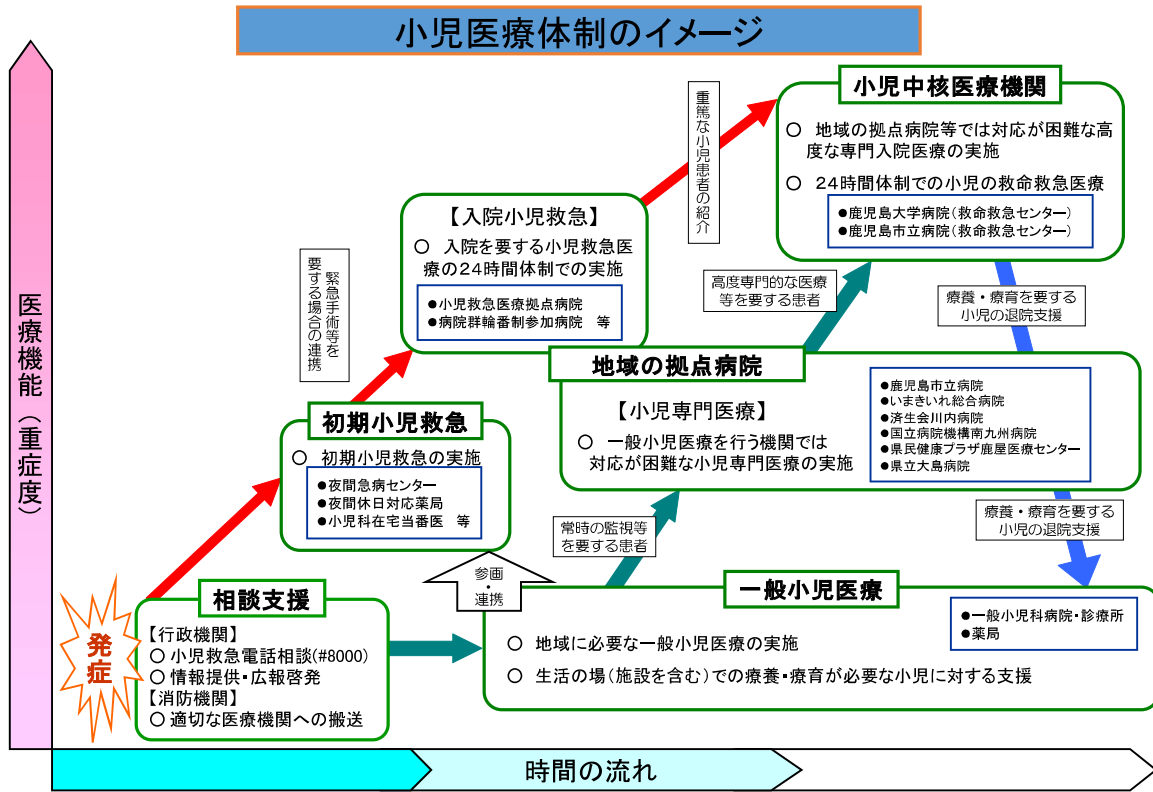 小児医療体制のイメージ
医療機能（重症度）
小児中核医療機関
○ 地域の拠点病院等では対応が困難な高
度な専門入院医療の実施
○ 24時間体制での小児の救命救急医療
●鹿児島大学病院(救命救急センター)
●鹿児島市立病院(救命救急センター)
重篤な小児患者の紹介
【入院小児救急】
○ 入院を要する小児救急医
療の24時間体制での実施
●小児救急医療拠点病院
●病院群輪番制参加病院 等
緊急手術等を
要する場合の連携
高度専門的な医療
等を要する患者
療養・療育を要する
小児の退院支援
地域の拠点病院
【小児専門医療】
○ 一般小児医療を行う機関では
対応が困難な小児専門医療の実施
●鹿児島市立病院
●いまきいれ総合病院
●済生会川内病院
●国立病院機構南九州病院
●県民健康プラザ鹿屋医療センター
●県立大島病院
初期小児救急
○ 初期小児救急の実施
●夜間急病センター
●夜間休日対応薬局
●小児科在宅当番医 等
常時の監視等
を要する患者
療養・療育を要する
小児の退院支援
参画
・
連携
発症
相談支援
【行政機関】
○ 小児救急電話相談(#8000)
○ 情報提供・広報啓発
【消防機関】
○ 適切な医療機関への搬送
一般小児医療
●一般小児科病院・診療所
●薬局
○ 地域に必要な一般小児医療の実施
○ 生活の場(施設を含む)での療養・療育が必要な小児に対する支援
時間の流れ